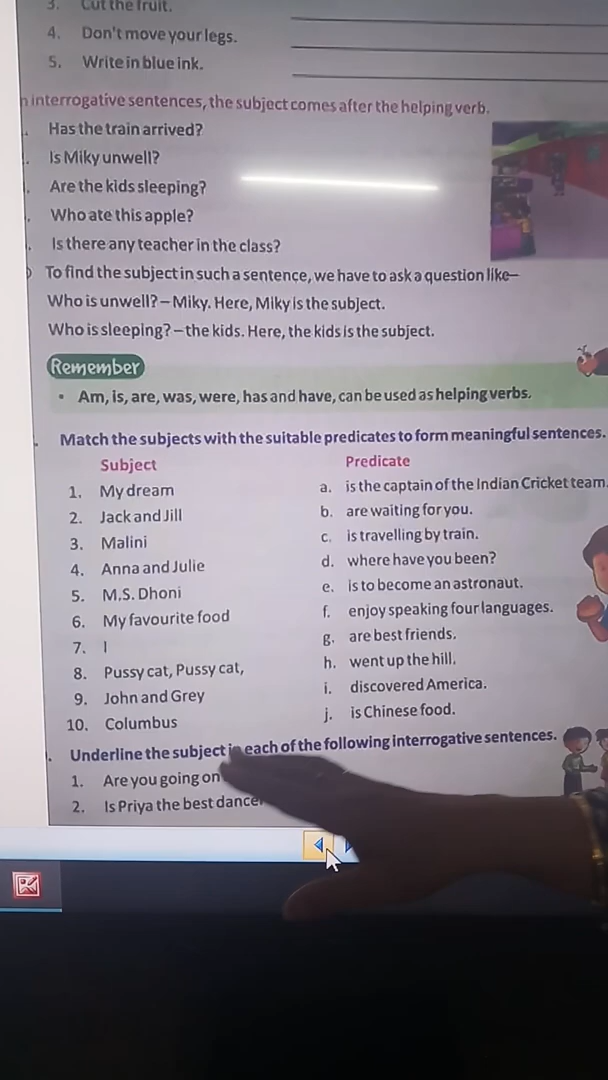 3. Cut the fruit.
4. Don't move your legs.
5. Write in blue ink.
interrogative sentences, the subject comes after the helping verb.
Has the train arrived?
Is Miky unwell?
Are the kids sleeping?
Who ate this apple?
Is there any teacher in the class?
To find the subject in such a sentence, we have to ask a question like–
Who is unwell? – Miky. Here, Miky is the subject.
Who is sleeping? – the kids. Here, the kids is the subject.
Remember
• Am, is, are, was, were, has and have, can be used as helping verbs.
Match the subjects with the suitable predicates to form meaningful sentences.
Subject Predicate
1. My dream a. is the captain of the Indian Cricket team.
2. Jack and Jill b. are waiting for you.
3. Malini c. is travelling by train.
4. Anna and Julie d. where have you been?
5. M.S. Dhoni e. is to become an astronaut.
6. My favourite food f. enjoy speaking four languages.
7. I g. are best friends.
8. Pussy cat, Pussy cat, h. went up the hill.
9. John and Grey i. discovered America.
10. Columbus j. is Chinese food.
Underline the subject in each of the following interrogative sentences.
1. Are you going on
2. Is Priya the best dancer